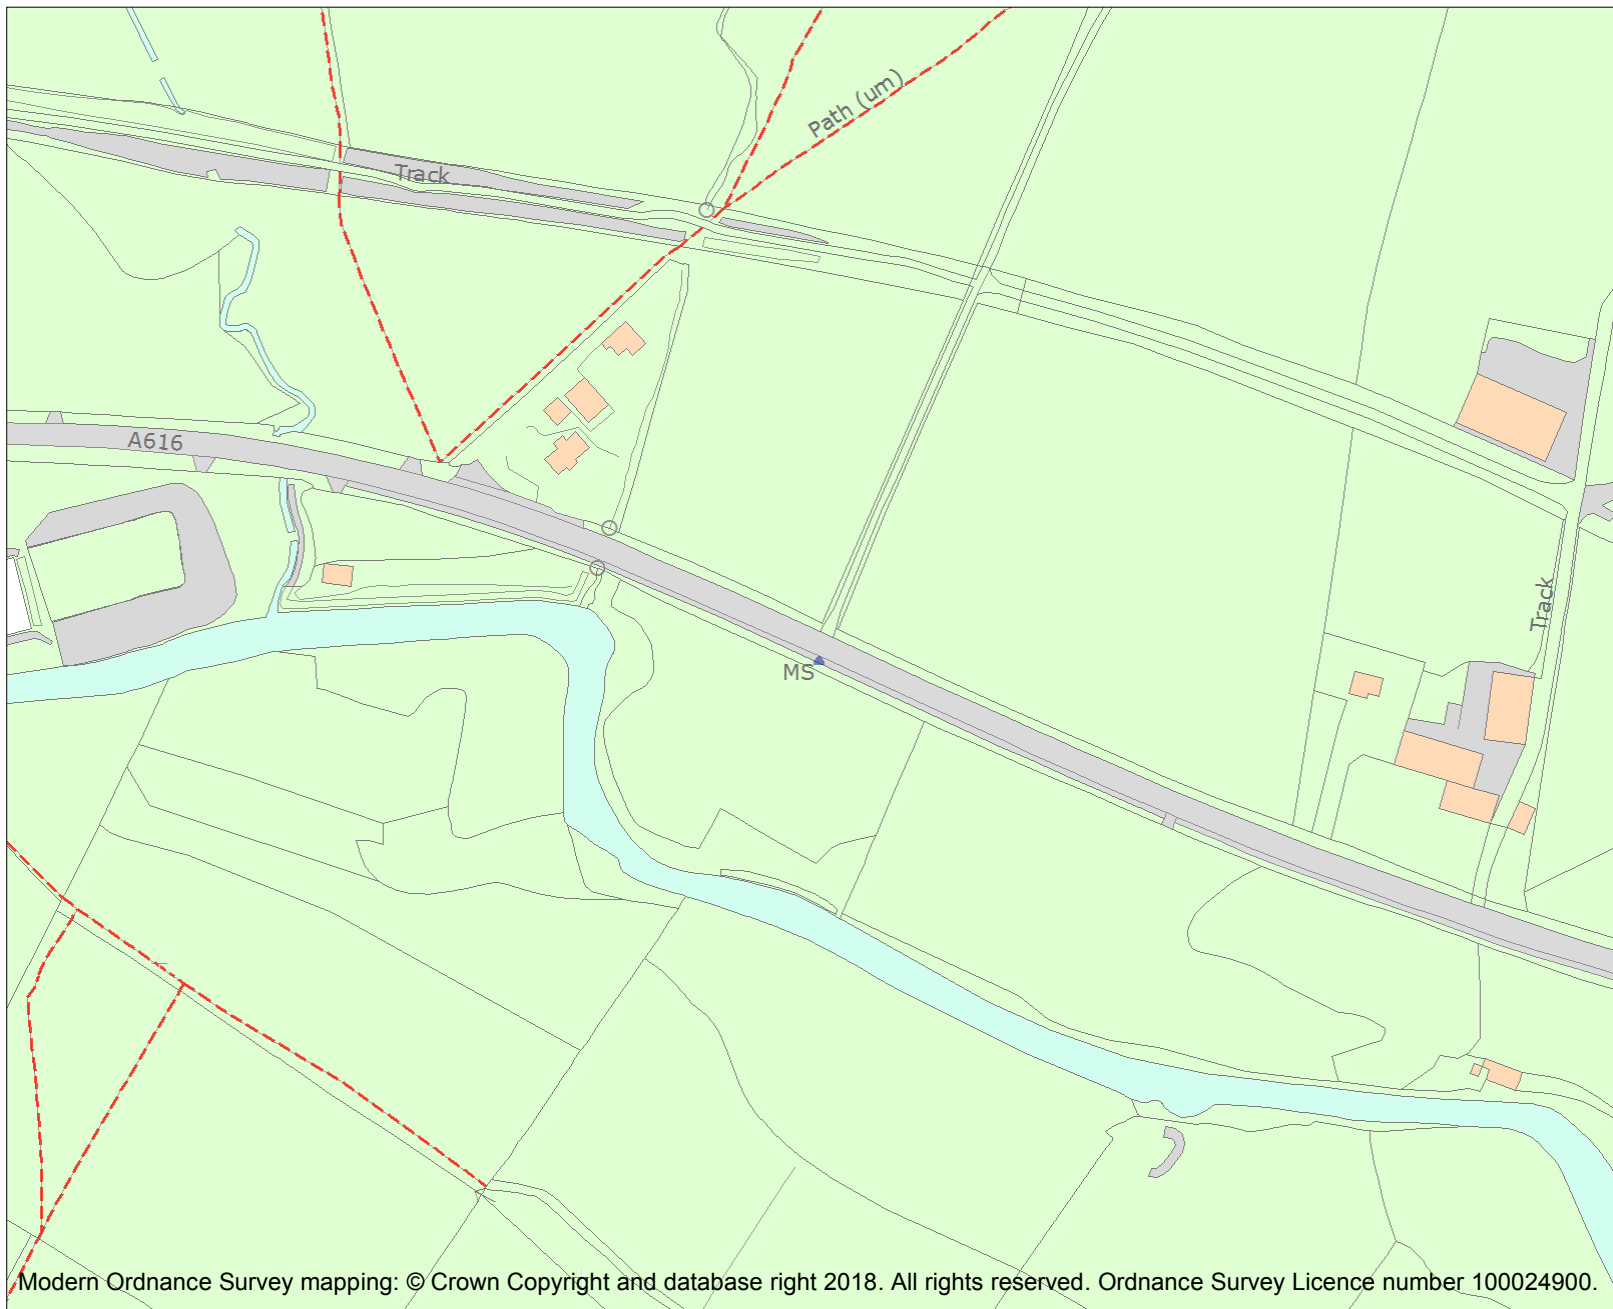 Path (um)
Track
A616
Track
MS
Modern Ordnance Survey mapping: © Crown Copyright and database right 2018. All rights reserved. Ordnance Survey Licence number 100024900.